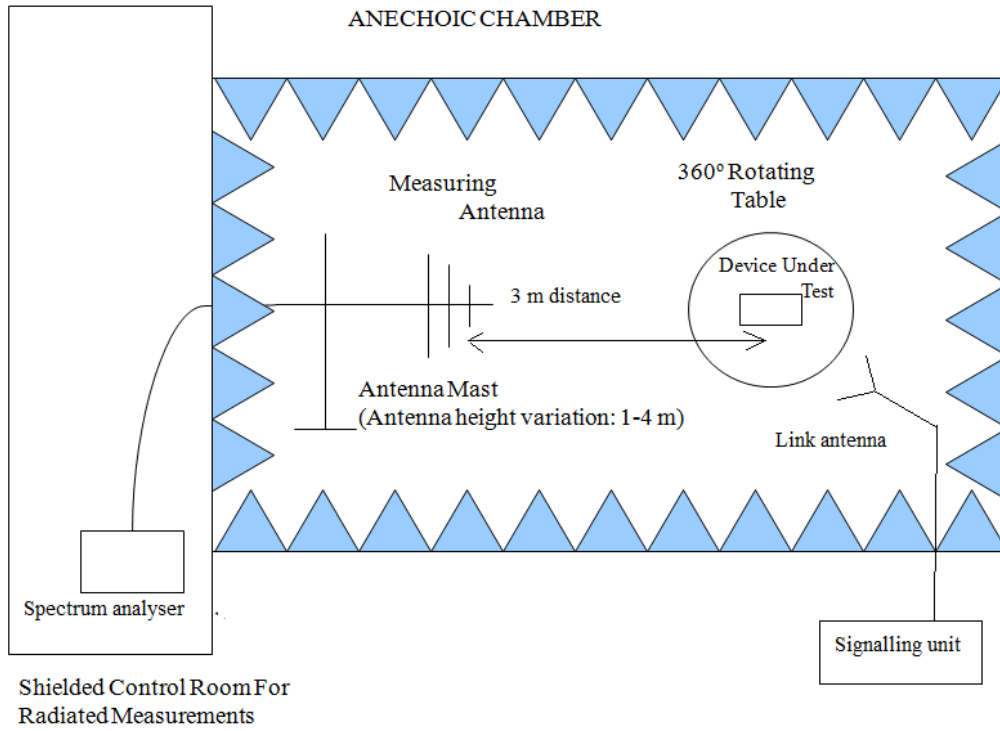 ANECHOIC CHAMBER
Measuring
Antenna
360º Rotating
Table
Device Under
Test
3 m distance
Antenna Mast
(Antenna height variation: 1-4 m)
Link antenna
Spectrum analyser
Signalling unit
Shielded Control Room For
Radiated Measurements